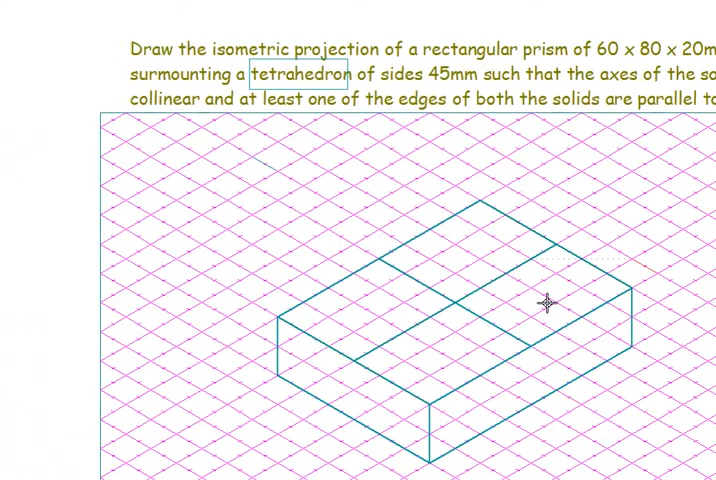 Draw the isometric projection of a rectangular prism of 60 x 80 x 20m
surmounting a tetrahedron of sides 45mm such that the axes of the so
collinear and at least one of the edges of both the solids are parallel to